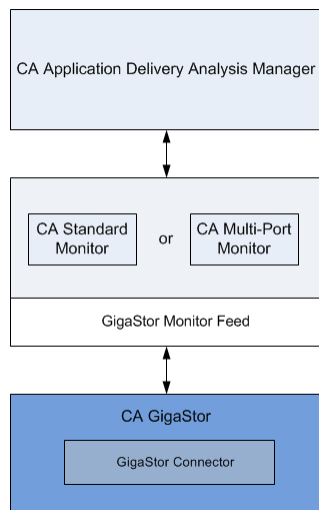 CA Application Delivery Analysis Manager
CA Standard
Monitor
or
CA Multi-Port
Monitor
GigaStor Monitor Feed
CA GigaStor
GigaStor Connector